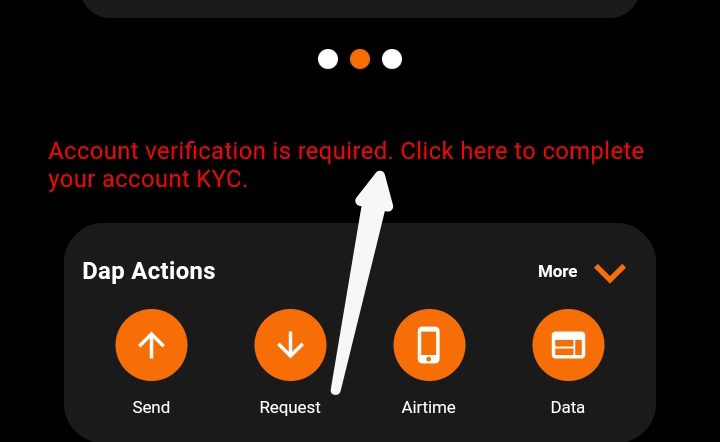 Account verification is required. Click here to complete
your account KYC.
Dap Actions
More
Send
Request
Airtime
Data